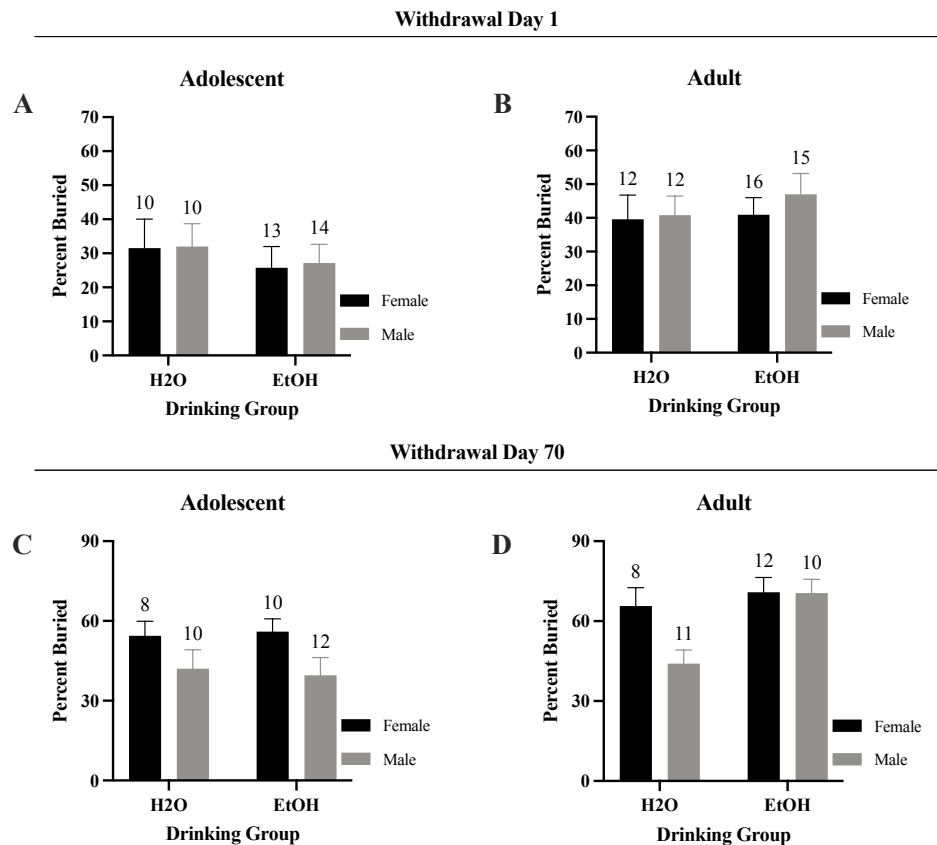 Withdrawal Day 1
Adolescent
A
70
60
50
40
30
20
10
0
Percent Buried
10
10
13
14
Female
Male
H2O
EtOH
Drinking Group
Adult
B
70
60
50
40
30
20
10
0
Percent Buried
12
12
16
15
Female
Male
H2O
EtOH
Drinking Group
Withdrawal Day 70
Adolescent
C
90
60
30
0
Percent Buried
8
10
10
12
Female
Male
H2O
EtOH
Drinking Group
Adult
D
90
60
30
0
Percent Buried
8
11
12
10
Female
Male
H2O
EtOH
Drinking Group